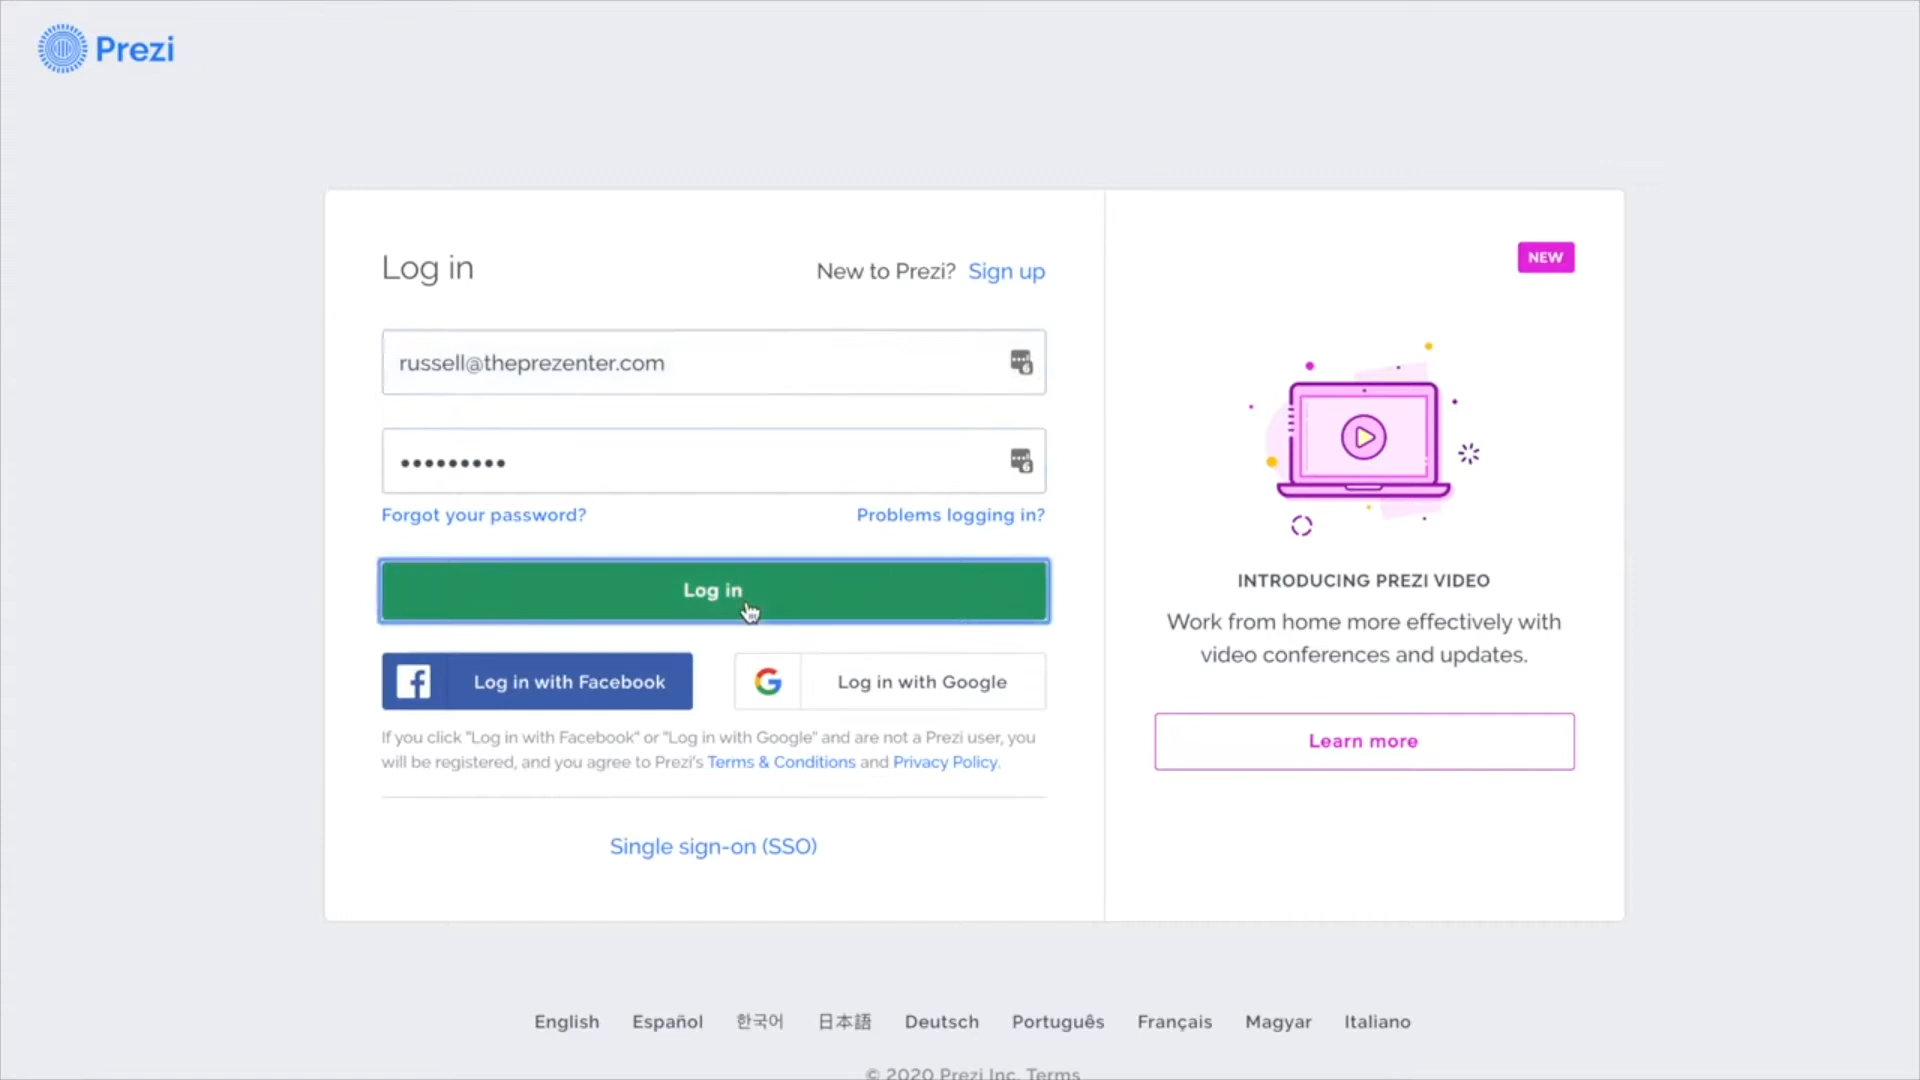 Prezi
Log in
New to Prezi? Sign up
russell@theprezenter.com
Forgot your password?
Problems logging in?
Log in
Log in with Facebook
Log in with Google
If you click "Log in with Facebook" or "Log in with Google" and are not a Prezi user, you
will be registered, and you agree to Prezi's Terms & Conditions and Privacy Policy.
Single sign-on (SSO)
NEW
INTRODUCING PREZI VIDEO
Work from home more effectively with
video conferences and updates.
Learn more
English Español 한국어 日本語 Deutsch Português Français Magyar Italiano
© 2020 Prezi Inc. Terms